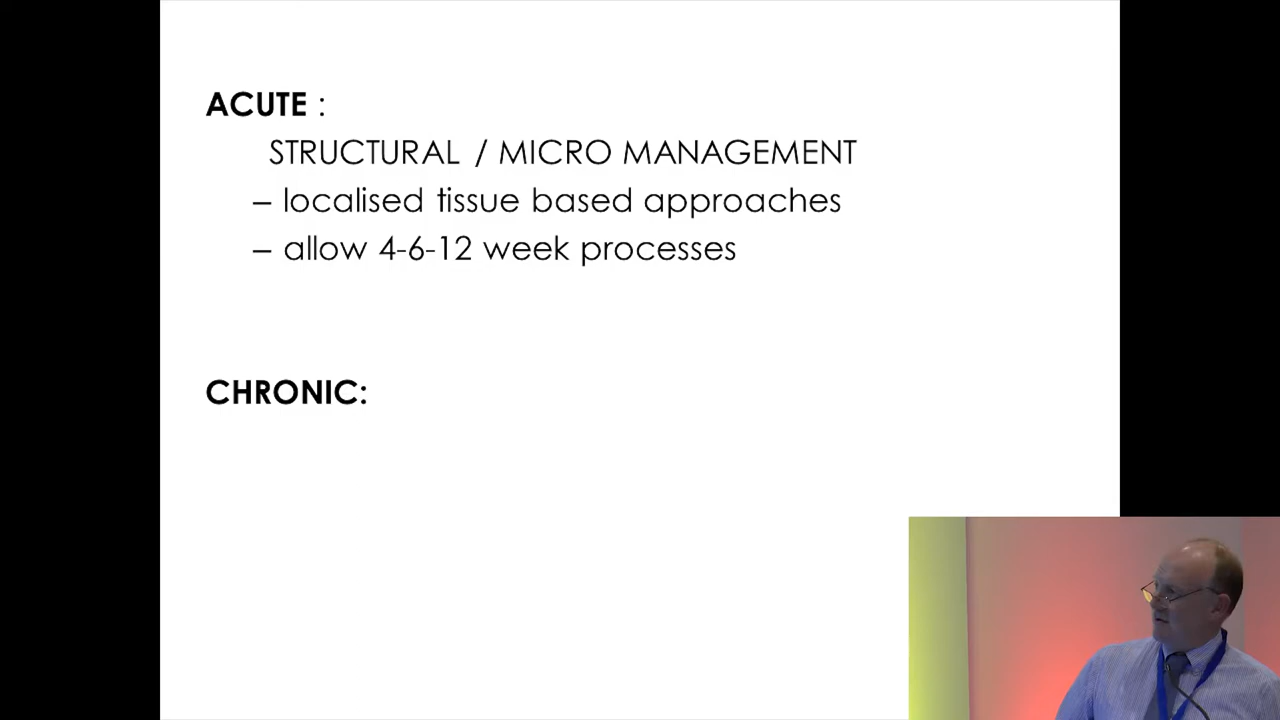 ACUTE :
STRUCTURAL / MICRO MANAGEMENT
– localised tissue based approaches
– allow 4-6-12 week processes
CHRONIC: